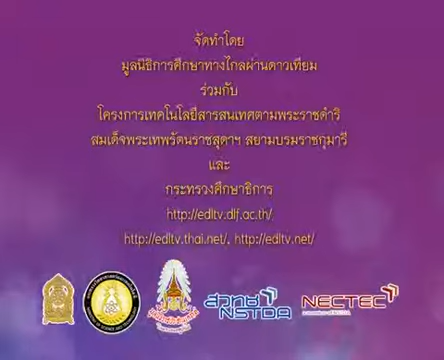 จัดทำโดย
มูลนิธิการศึกษาทางไกลผ่านดาวเทียม
ร่วมกับ
โครงการเทคโนโลยีสารสนเทศตามพระราชดำริ
สมเด็จพระเทพรัตนราชสุดาฯ สยามบรมราชกุมารี
และ
กระทรวงศึกษาธิการ
http://edltv.dlf.ac.th/
http://edltv.thai.net/, http://edltv.net/
สวทช
NSTDA
NECTEC